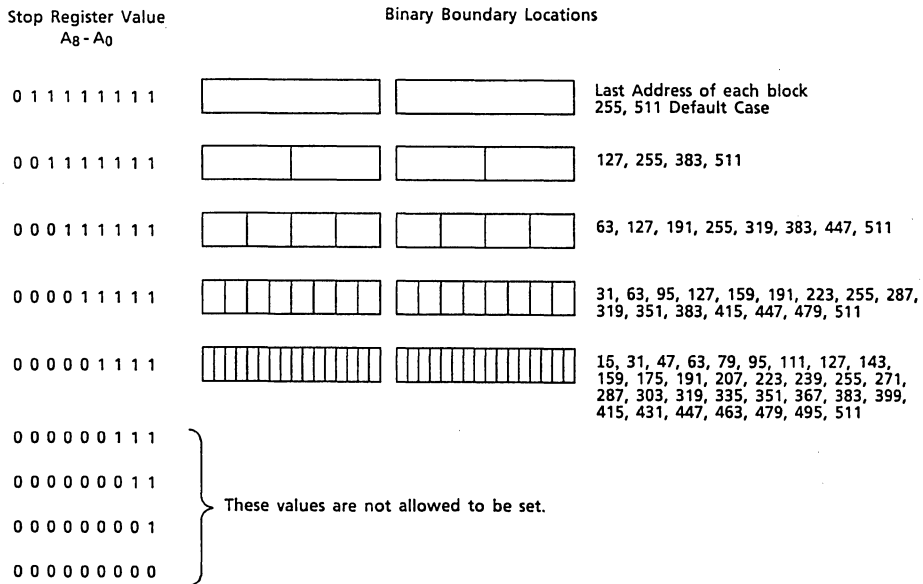 Stop Register Value Binary Boundary Locations
A8 - A0
0 1 1 1 1 1 1 1 1 Last Address of each block
255, 511 Default Case
0 0 1 1 1 1 1 1 1 127, 255, 383, 511
0 0 0 1 1 1 1 1 1 63, 127, 191, 255, 319, 383, 447, 511
0 0 0 0 1 1 1 1 1 31, 63, 95, 127, 159, 191, 223, 255, 287,
319, 351, 383, 415, 447, 479, 511
0 0 0 0 0 1 1 1 1 15, 31, 47, 63, 79, 95, 111, 127, 143,
159, 175, 191, 207, 223, 239, 255, 271,
287, 303, 319, 335, 351, 367, 383, 399,
415, 431, 447, 463, 479, 495, 511
0 0 0 0 0 0 1 1 1
0 0 0 0 0 0 0 1 1
These values are not allowed to be set.
0 0 0 0 0 0 0 0 1
0 0 0 0 0 0 0 0 0